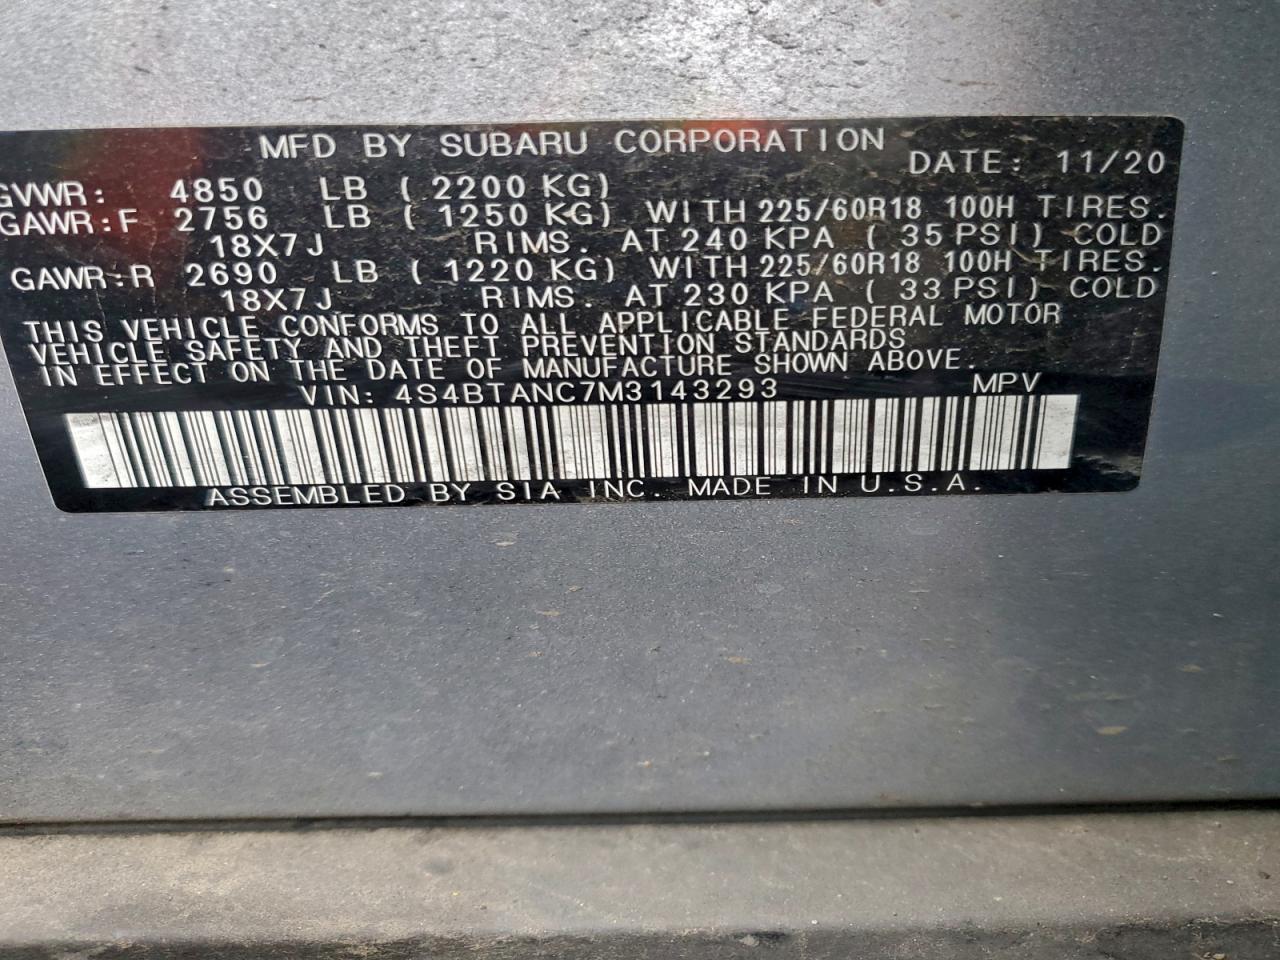 MFD BY SUBARU CORPORATION DATE: 11/20
GVWR: 4850 LB (2200 KG)
GAWR:F 2756 LB (1250 KG) WITH 225/60R18 100H TIRES.
18X7J RIMS. AT 240 KPA ( 35 PSI) COLD
GAWR:R 2690 LB (1220 KG) WITH 225/60R18 100H TIRES.
18X7J RIMS. AT 230 KPA ( 33 PSI) COLD
THIS VEHICLE CONFORMS TO ALL APPLICABLE FEDERAL MOTOR
VEHICLE SAFETY AND THEFT PREVENTION STANDARDS
IN EFFECT ON THE DATE OF MANUFACTURE SHOWN ABOVE.
VIN: 4S4BTANC7M3143293 MPV
ASSEMBLED BY SIA INC. MADE IN U.S.A.